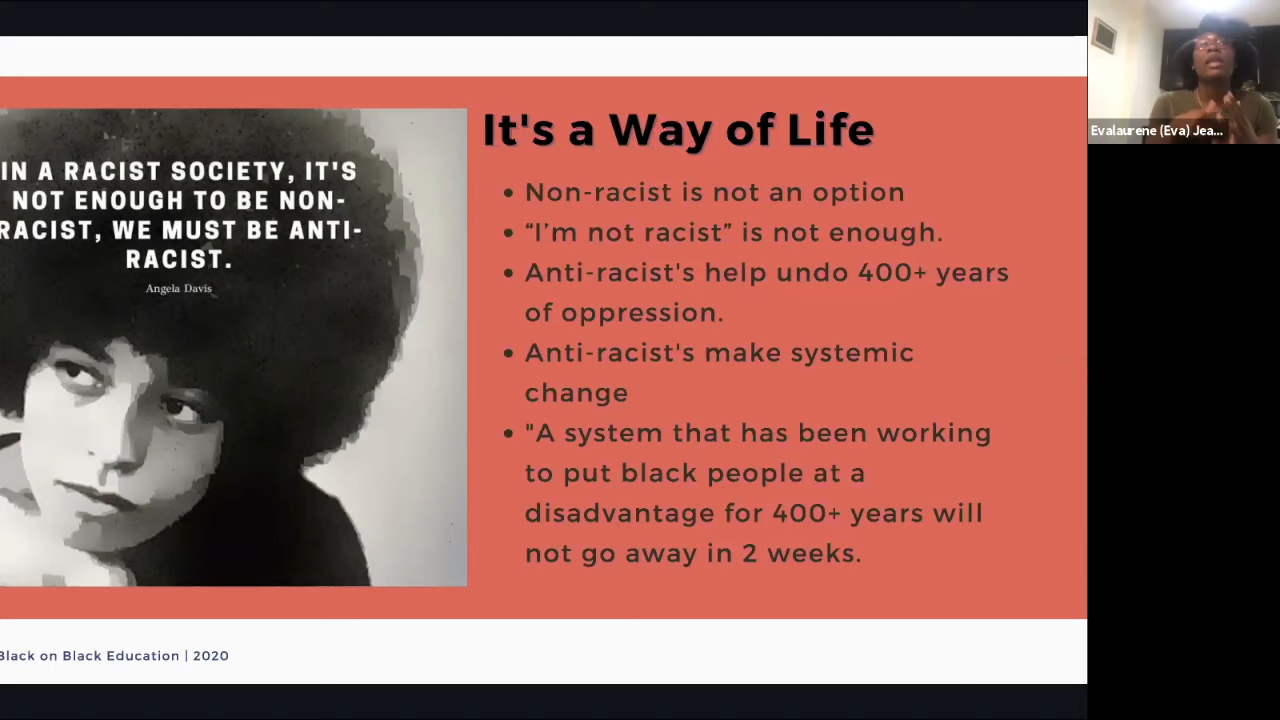 IN A RACIST SOCIETY, IT'S
NOT ENOUGH TO BE NON-
RACIST, WE MUST BE ANTI-
RACIST.
Angela Davis
It's a Way of Life
• Non-racist is not an option
• “I’m not racist” is not enough.
• Anti-racist's help undo 400+ years
of oppression.
• Anti-racist's make systemic
change
• "A system that has been working
to put black people at a
disadvantage for 400+ years will
not go away in 2 weeks.
Black on Black Education | 2020
Evalaurene (Eva) Jea...